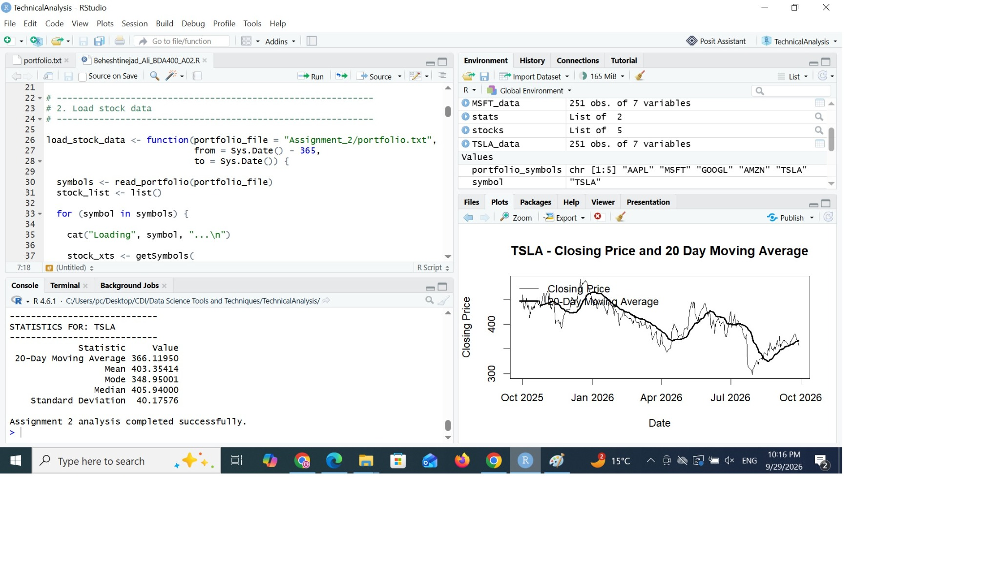 TechnicalAnalysis - RStudio
File Edit Code View Plots Session Build Debug Profile Tools Help
Go to file/function Addins Posit Assistant TechnicalAnalysis
portfolio.txt Beheshtinejad_Ali_BDA400_A02.R
Source on Save Run Source
21
22 # ------------------------------------------------------------
23 # 2. Load stock data
24 # ------------------------------------------------------------
25
26 load_stock_data <- function(portfolio_file = "Assignment_2/portfolio.txt",
27 from = Sys.Date() - 365,
28 to = Sys.Date()) {
29
30 symbols <- read_portfolio(portfolio_file)
31 stock_list <- list()
32
33 for (symbol in symbols) {
34
35 cat("Loading", symbol, "...\n")
36
37 stock_xts <- getSymbols(
7:18 # (Untitled) R Script
Console Terminal Background Jobs
R 4.6.1 · C:/Users/pc/Desktop/CDI/Data Science Tools and Techniques/TechnicalAnalysis/
----------------------------
STATISTICS FOR: TSLA
----------------------------
Statistic Value
20-Day Moving Average 366.11950
Mean 403.35414
Mode 348.95001
Median 405.94000
Standard Deviation 40.17576
Assignment 2 analysis completed successfully.
>
Environment History Connections Tutorial
Import Dataset 165 MiB List
R Global Environment
MSFT_data 251 obs. of 7 variables
stats List of 2
stocks List of 5
TSLA_data 251 obs. of 7 variables
Values
portfolio_symbols chr [1:5] "AAPL" "MSFT" "GOOGL" "AMZN" "TSLA"
symbol "TSLA"
Files Plots Packages Help Viewer Presentation
Zoom Export Publish
TSLA - Closing Price and 20 Day Moving Average
Closing Price
20-Day Moving Average
Closing Price
400
300
Oct 2025 Jan 2026 Apr 2026 Jul 2026 Oct 2026
Date
Type here to search
R
2
15°C
ENG
10:16 PM
9/29/2026
2